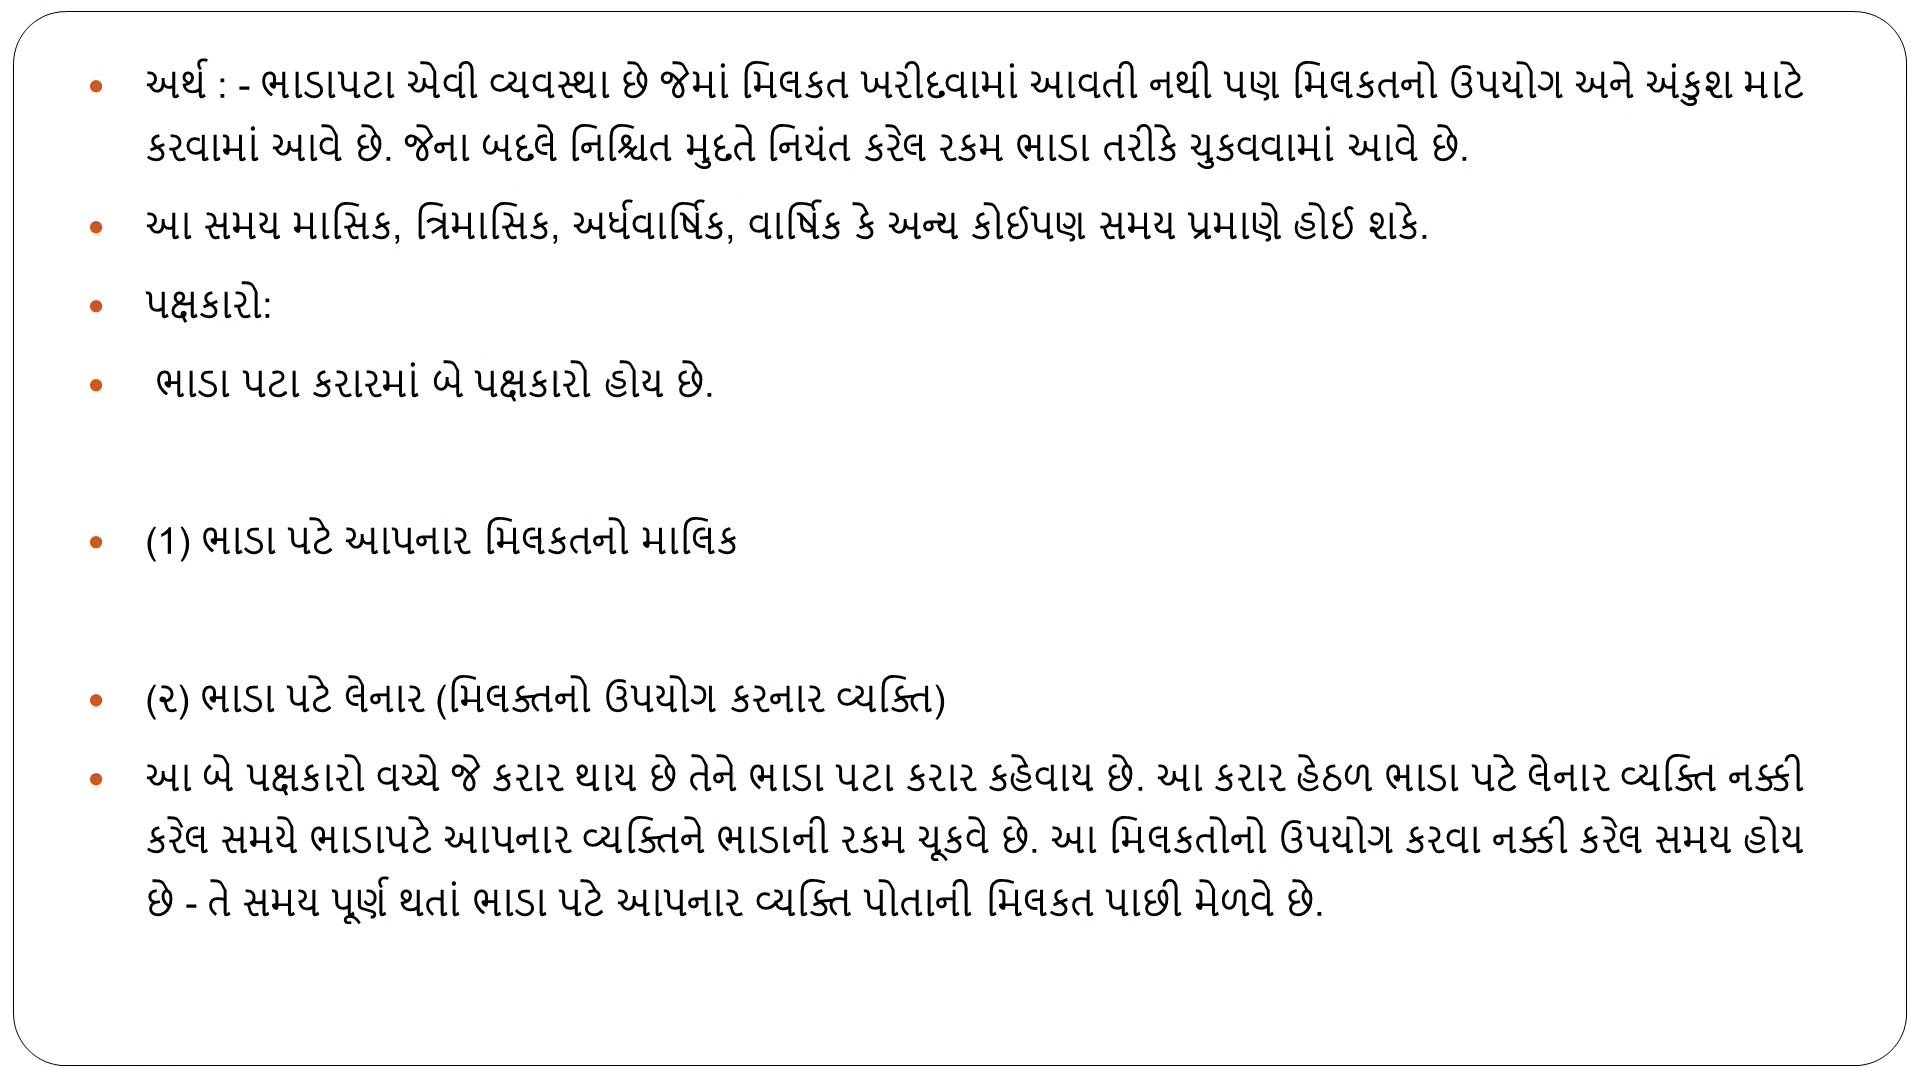 • અર્થ : - ભાડાપટા એવી વ્યવસ્થા છે જેમાં મિલકત ખરીદવામાં આવતી નથી પણ મિલકતનો ઉપયોગ અને અંકુશ માટે
કરવામાં આવે છે. જેના બદલે નિશ્ચિત મુદતે નિયંત કરેલ રકમ ભાડા તરીકે ચુકવવામાં આવે છે.
• આ સમય માસિક, ત્રિમાસિક, અર્ધવાર્ષિક, વાર્ષિક કે અન્ય કોઈપણ સમય પ્રમાણે હોઈ શકે.
• પક્ષકારો:
• ભાડા પટા કરારમાં બે પક્ષકારો હોય છે.
• (1) ભાડા પટે આપનાર મિલકતનો માલિક
• (૨) ભાડા પટે લેનાર (મિલક્તનો ઉપયોગ કરનાર વ્યક્તિ)
• આ બે પક્ષકારો વચ્ચે જે કરાર થાય છે તેને ભાડા પટા કરાર કહેવાય છે. આ કરાર હેઠળ ભાડા પટે લેનાર વ્યક્તિ નક્કી
કરેલ સમયે ભાડાપટે આપનાર વ્યક્તિને ભાડાની રકમ ચૂકવે છે. આ મિલકતોનો ઉપયોગ કરવા નક્કી કરેલ સમય હોય
છે - તે સમય પૂર્ણ થતાં ભાડા પટે આપનાર વ્યક્તિ પોતાની મિલકત પાછી મેળવે છે.